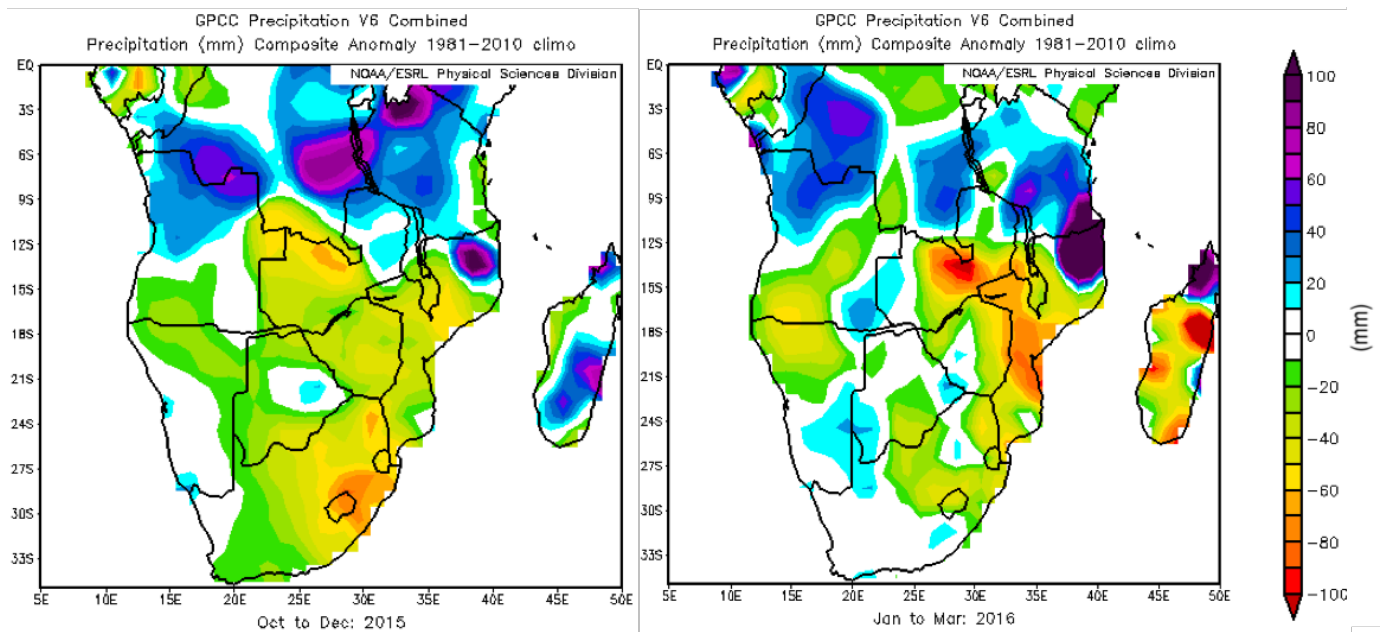 GPCC Precipitation V6 Combined
Precipitation (mm) Composite Anomaly 1981-2010 climo
NOAA/ESRL Physical Sciences Division
EQ
3S
6S
9S
12S
15S
18S
21S
24S
27S
30S
33S
5E 10E 15E 20E 25E 30E 35E 40E 45E 50E
Oct to Dec: 2015
GPCC Precipitation V6 Combined
Precipitation (mm) Composite Anomaly 1981-2010 climo
NOAA/ESRL Physical Sciences Division
EQ
3S
6S
9S
12S
15S
18S
21S
24S
27S
30S
33S
5E 10E 15E 20E 25E 30E 35E 40E 45E 50E
Jan to Mar: 2016
100
80
60
40
20
0
-20
-40
-60
-80
-100
(mm)